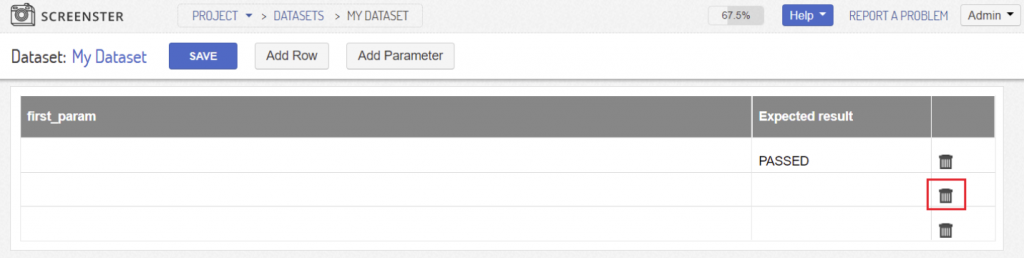 SCREENSTER PROJECT > DATASETS > MY DATASET 67.5% Help REPORT A PROBLEM Admin
Dataset: My Dataset SAVE Add Row Add Parameter
first_param Expected result
PASSED